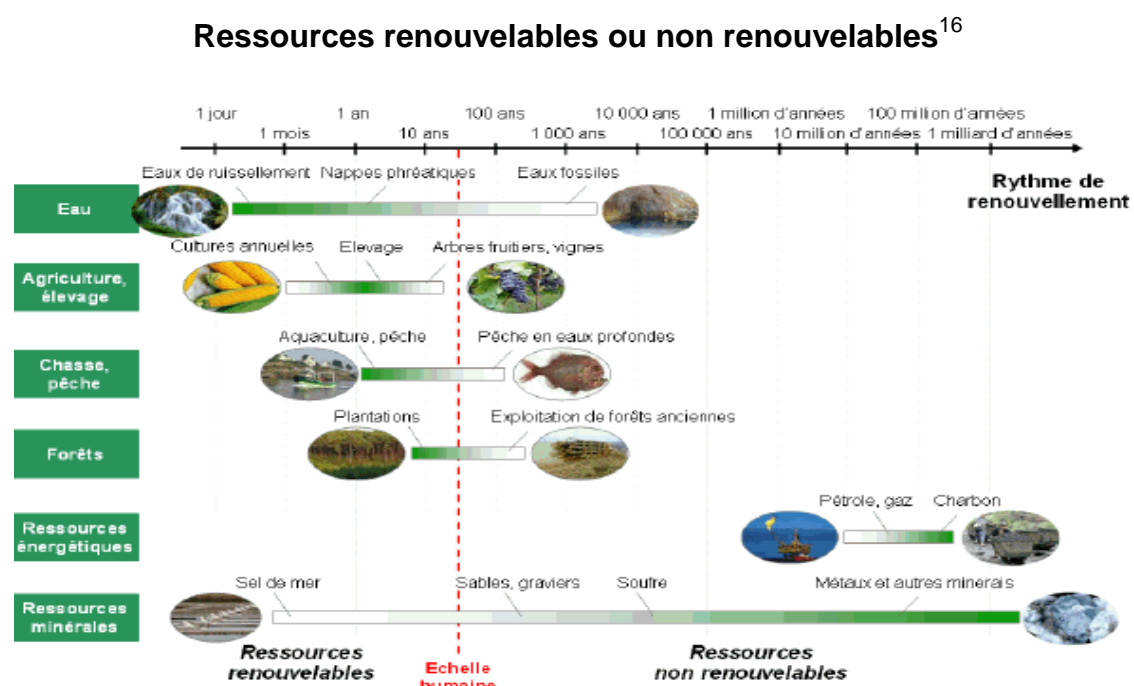 Ressources renouvelables ou non renouvelables16
1 jour 1 an 100 ans 10 000 ans 1 million d'années 100 million d'années
1 mois 10 ans 1 000 ans 100 000 ans 10 million d'années 1 milliard d'années
Rythme de
renouvellement
Eau
Eaux de ruissellement Nappes phréatiques Eaux fossiles
Agriculture,
élevage
Cultures annuelles Elevage Arbres fruitiers, vignes
Chasse,
pêche
Aquaculture, pêche Pêche en eaux profondes
Forêts
Plantations Exploitation de forêts anciennes
Ressources
énergétiques
Pétrole, gaz Charbon
Ressources
minérales
Sel de mer Sables, graviers Soufre Métaux et autres minerais
Ressources
renouvelables
Echelle
humaine
Ressources
non renouvelables